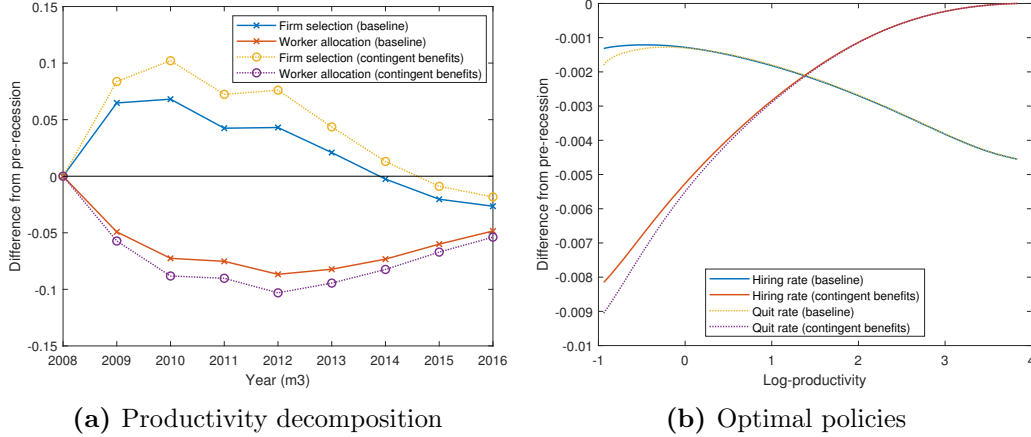 0.15
0.1
0.05
0
-0.05
-0.1
-0.15
Difference from pre-recession
Firm selection (baseline)
Worker allocation (baseline)
Firm selection (contingent benefits)
Worker allocation (contingent benefits)
2008 2009 2010 2011 2012 2013 2014 2015 2016
Year (m3)
(a) Productivity decomposition
-0
-0.001
-0.002
-0.003
-0.004
-0.005
-0.006
-0.007
-0.008
-0.009
-0.01
Difference from pre-recession
Hiring rate (baseline)
Hiring rate (contingent benefits)
Quit rate (baseline)
Quit rate (contingent benefits)
-1 0 1 2 3 4
Log-productivity
(b) Optimal policies